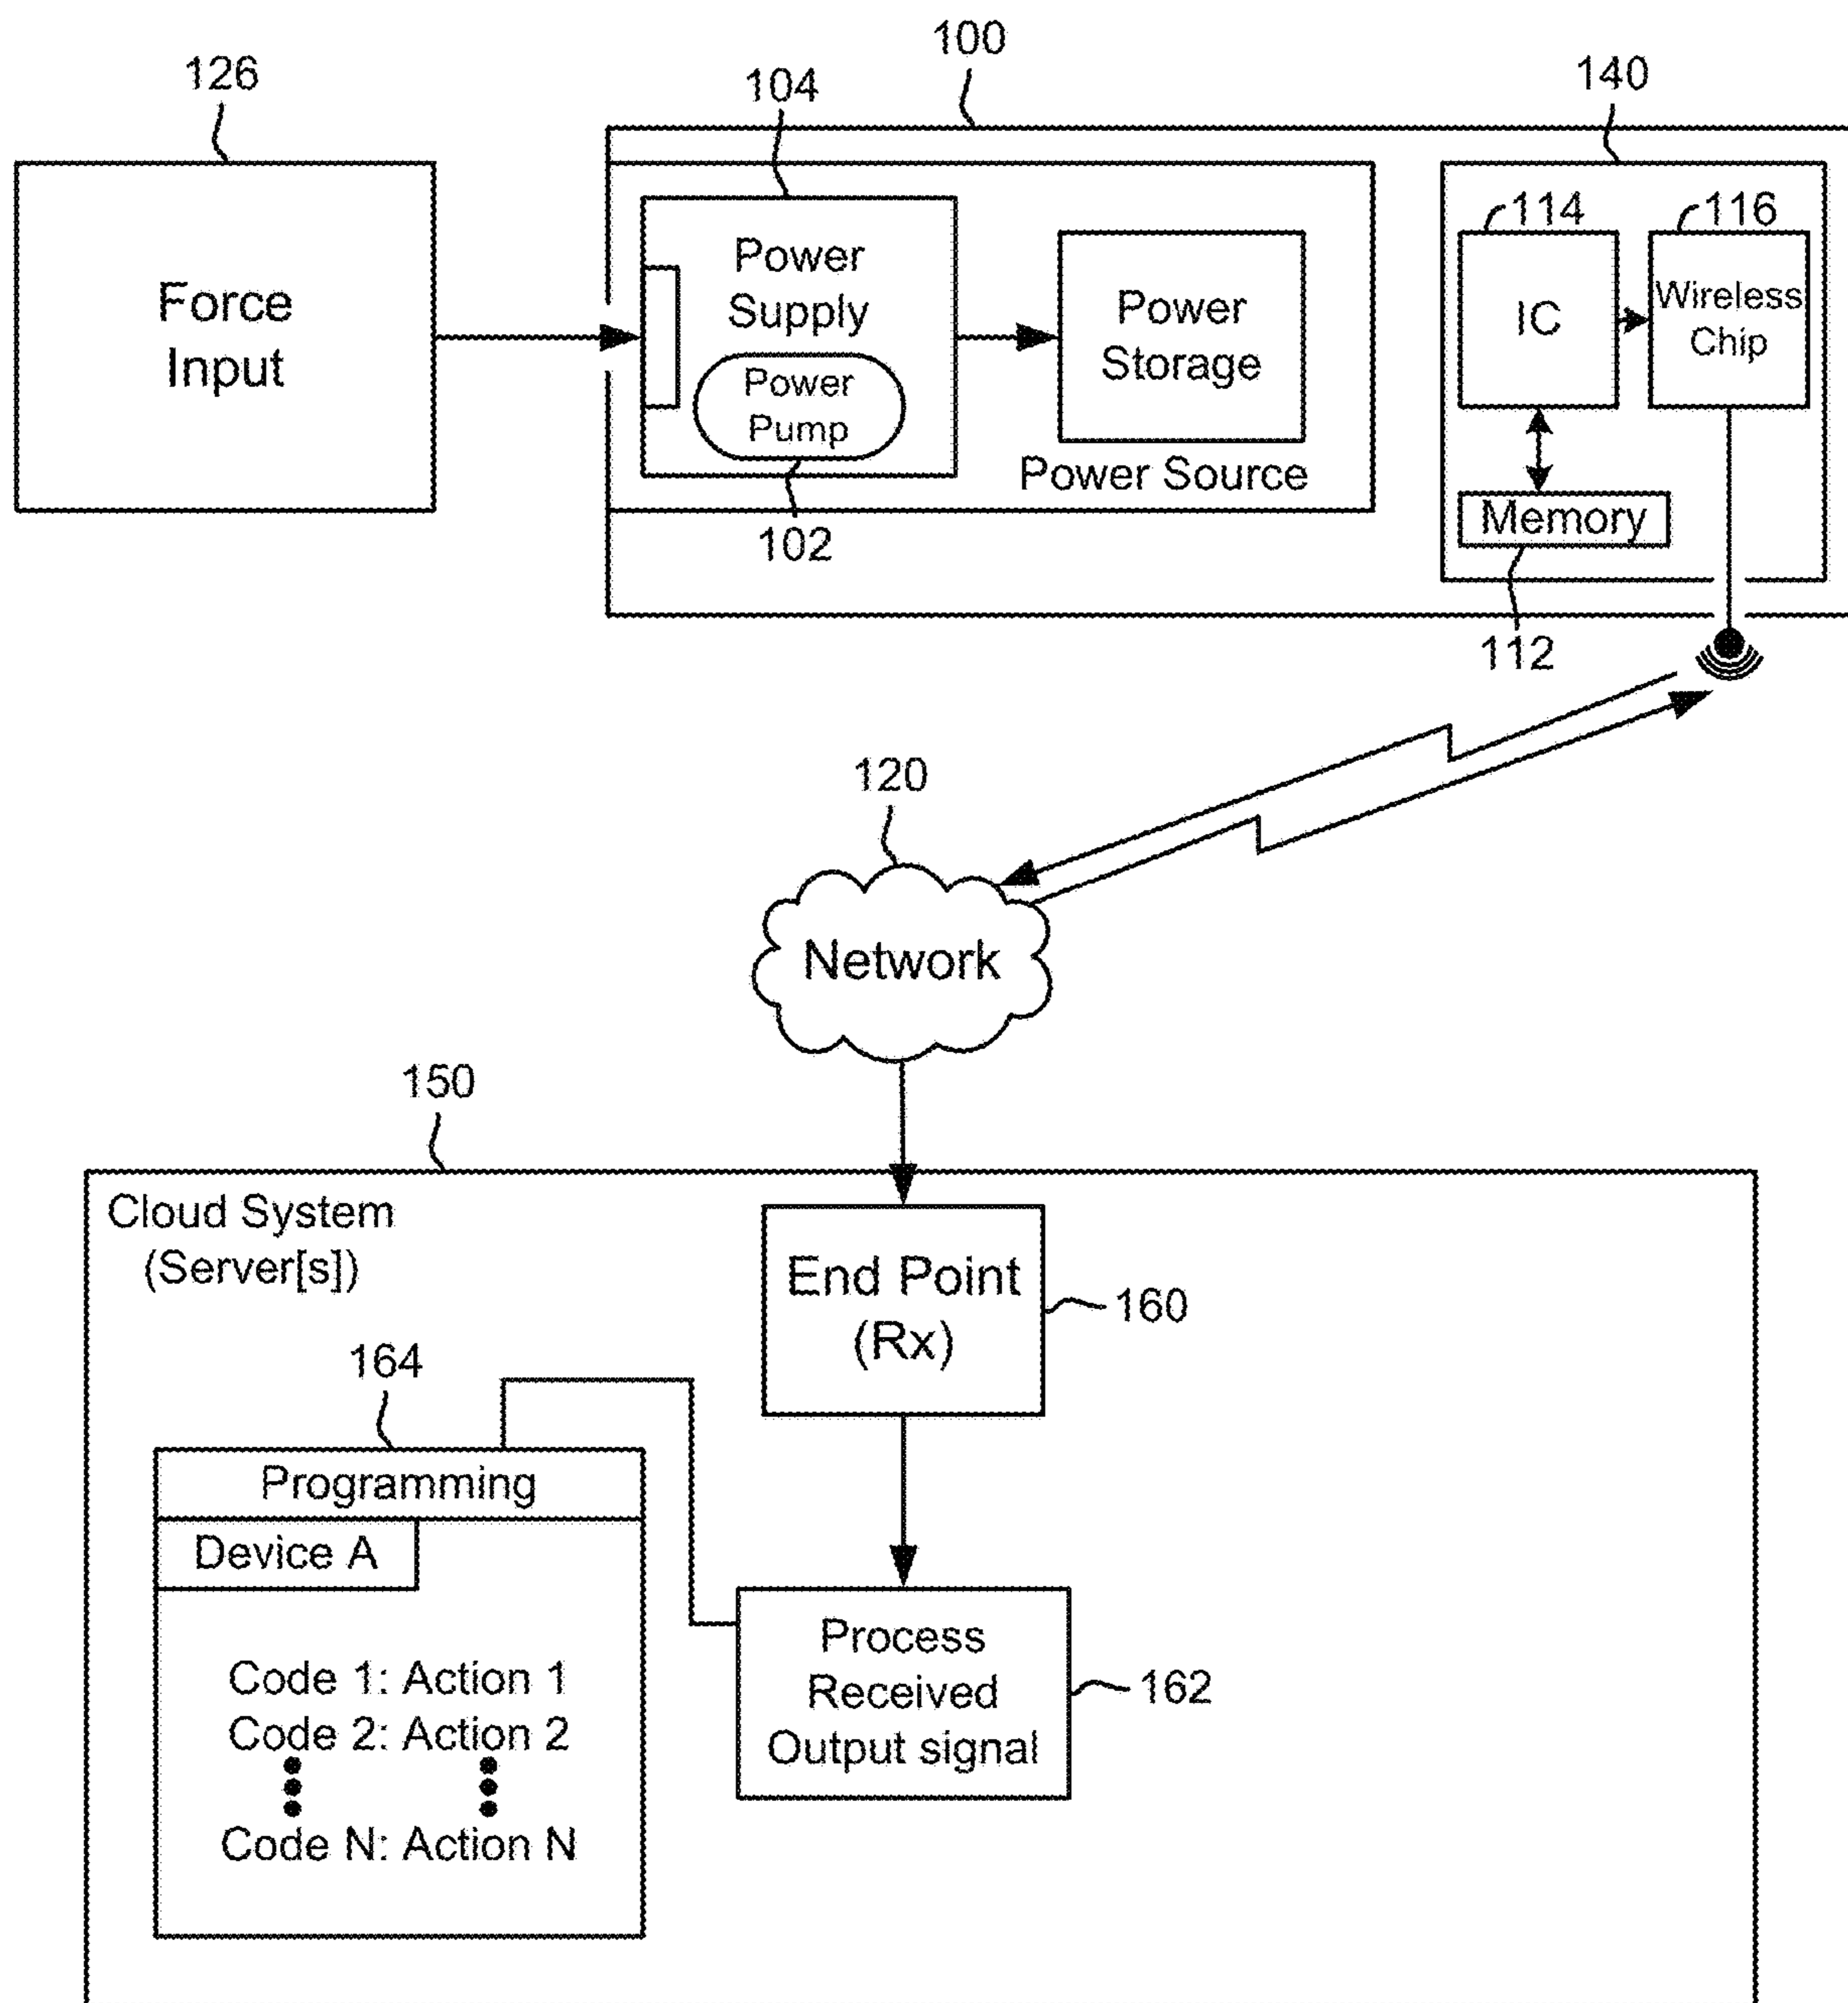 100
126
104
140
114
116
Force
Input
Power
Supply
Power
Pump
Power
Storage
Power Source
IC
Wireless
Chip
Memory
102
112
120
Network
150
Cloud System
(Server[s])
End Point
(Rx)
160
164
Programming
Device A
Code 1: Action 1
Code 2: Action 2
Code N: Action N
Process
Received
Output signal
162